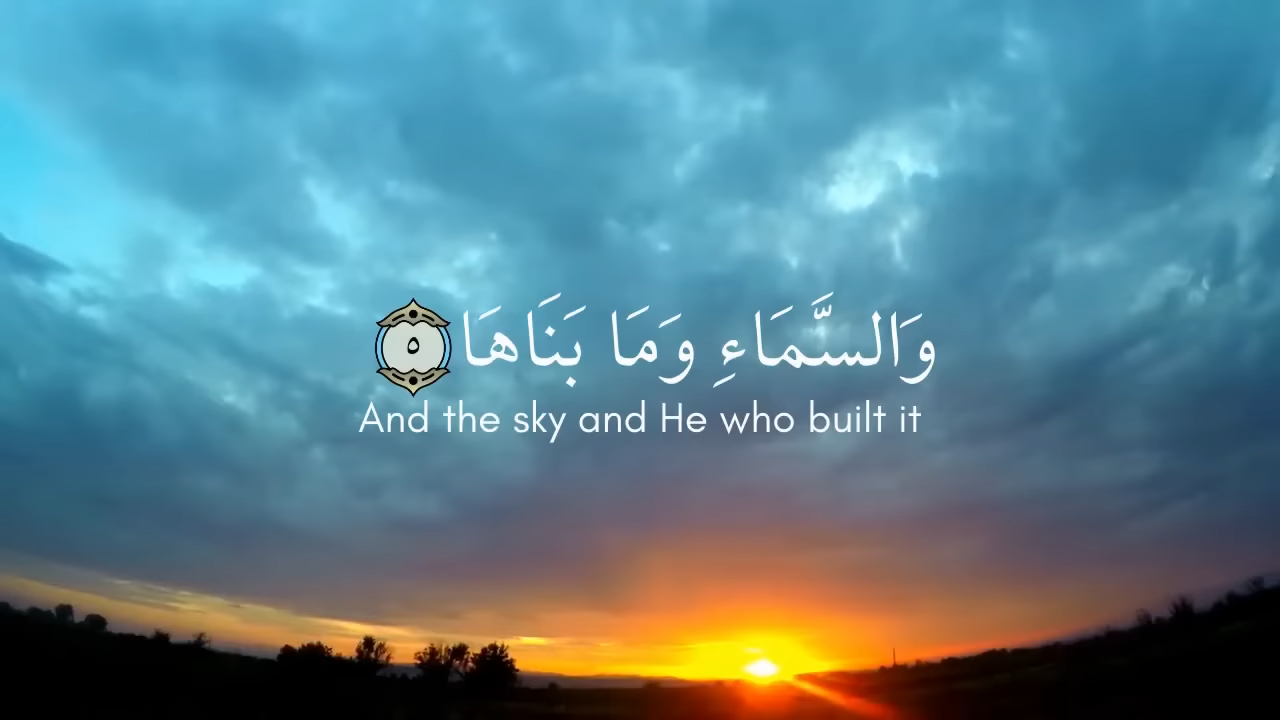 وَالسَّمَاءِ وَمَا بَنَاهَا ٥
And the sky and He who built it